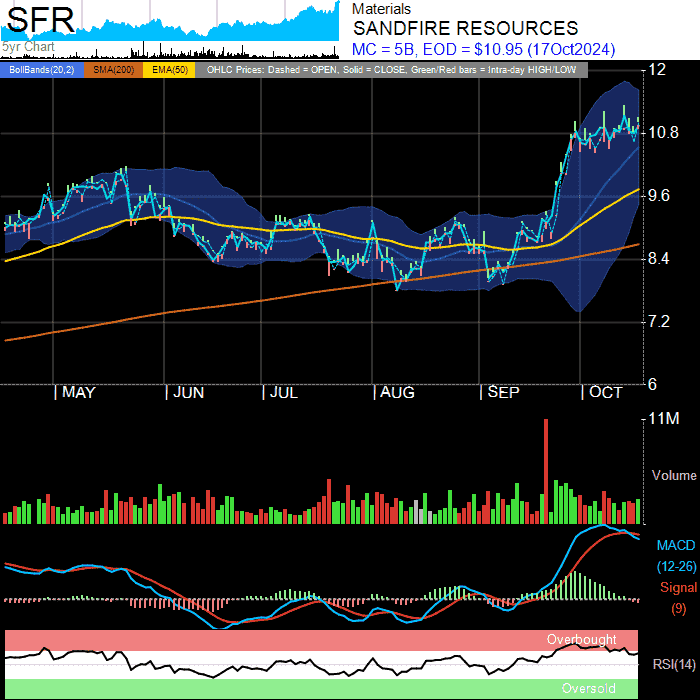 SFR
5yr Chart
Materials
SANDFIRE RESOURCES
MC = 5B, EOD = $10.95 (17Oct2024)
BollBands(20,2) SMA(200) EMA(50) OHLC Prices: Dashed = OPEN, Solid = CLOSE, Green/Red bars = Intra-day HIGH/LOW
12
10.8
9.6
8.4
7.2
6
MAY JUN JUL AUG SEP OCT
11M
Volume
MACD
(12-26)
Signal
(9)
Overbought
RSI(14)
Oversold